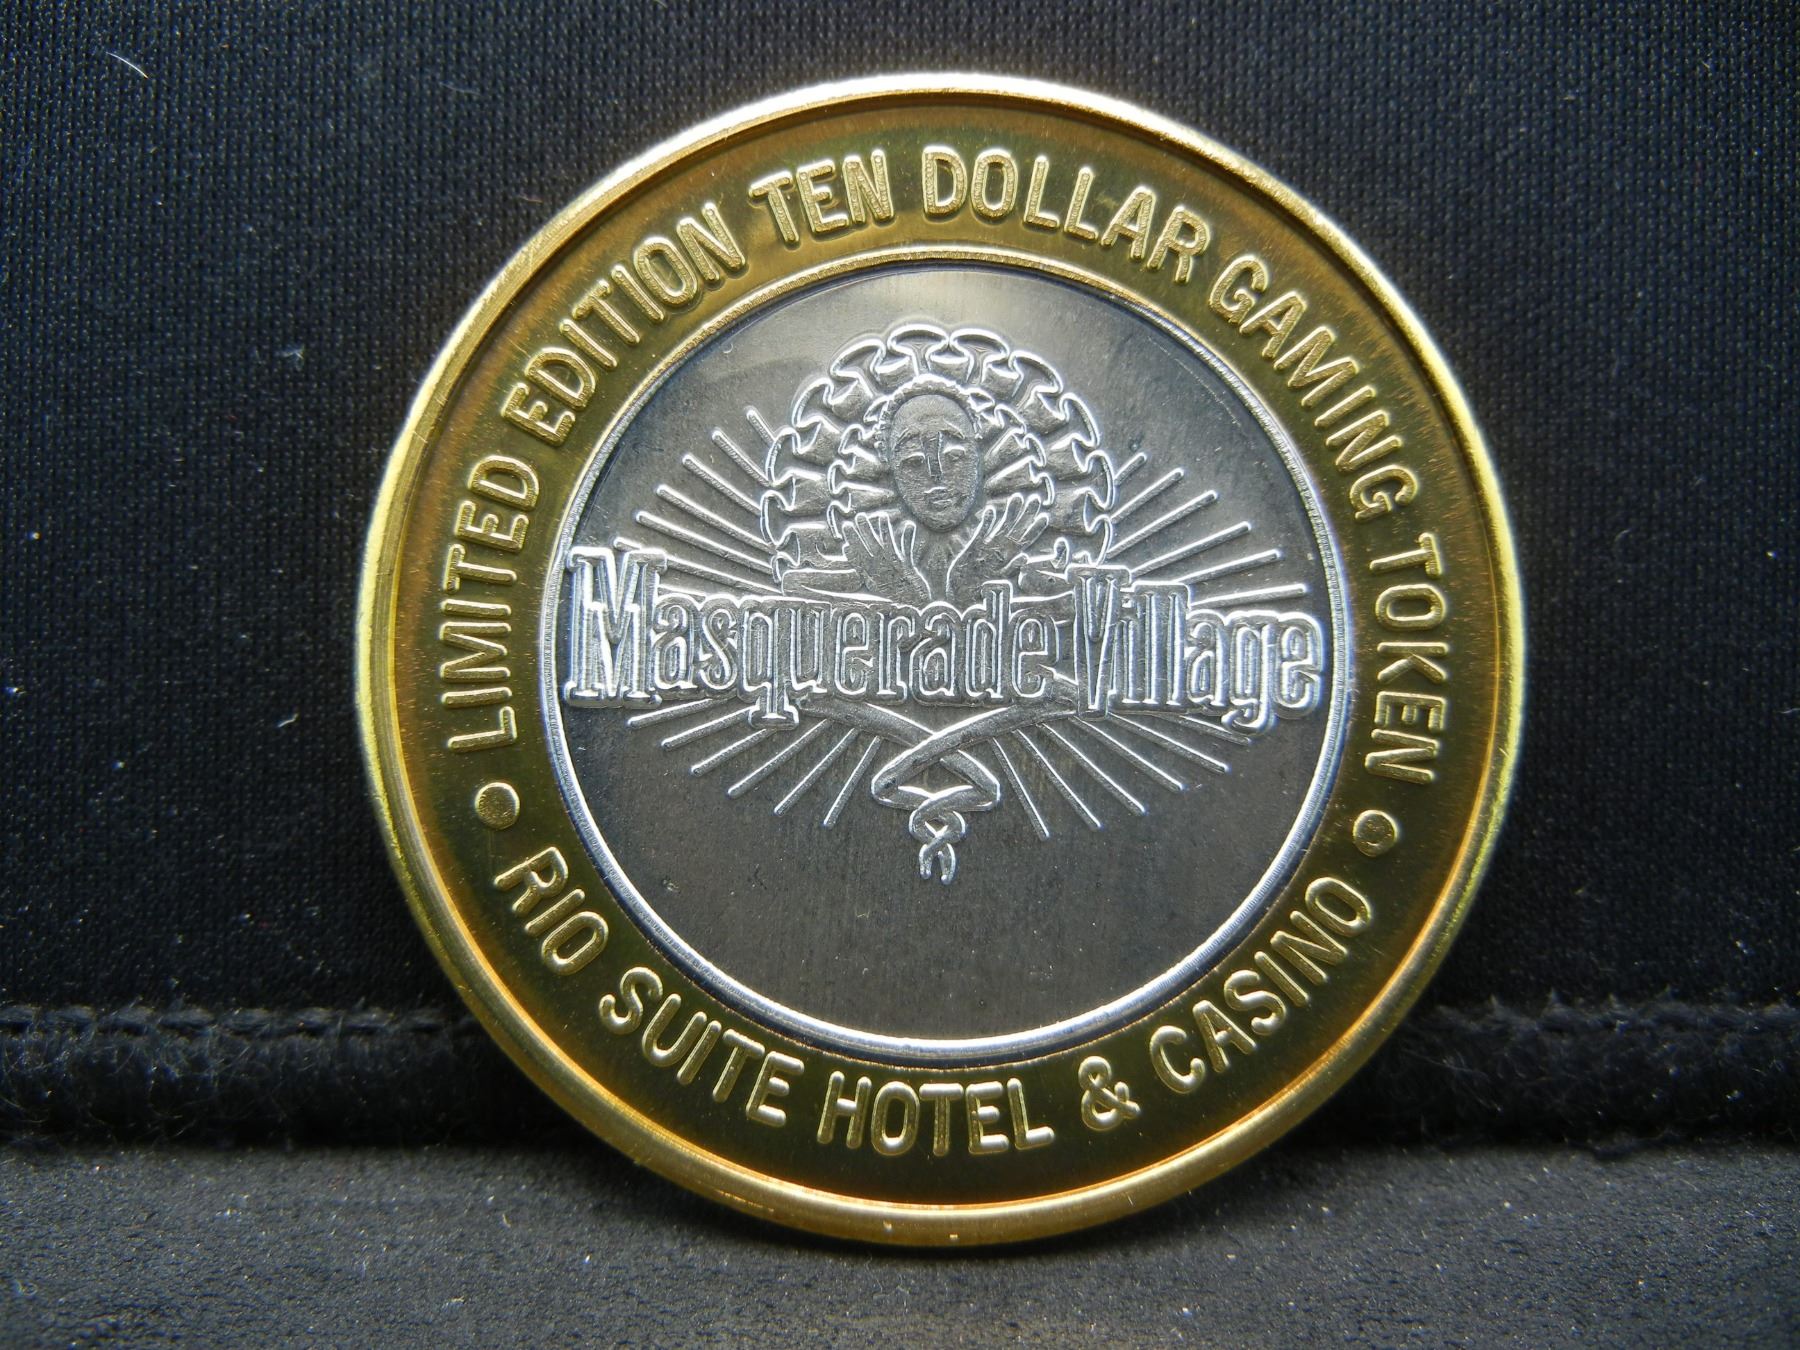 LIMITED EDITION TEN DOLLAR GAMING TOKEN
Masquerade Village
• RIO SUITE HOTEL & CASINO •